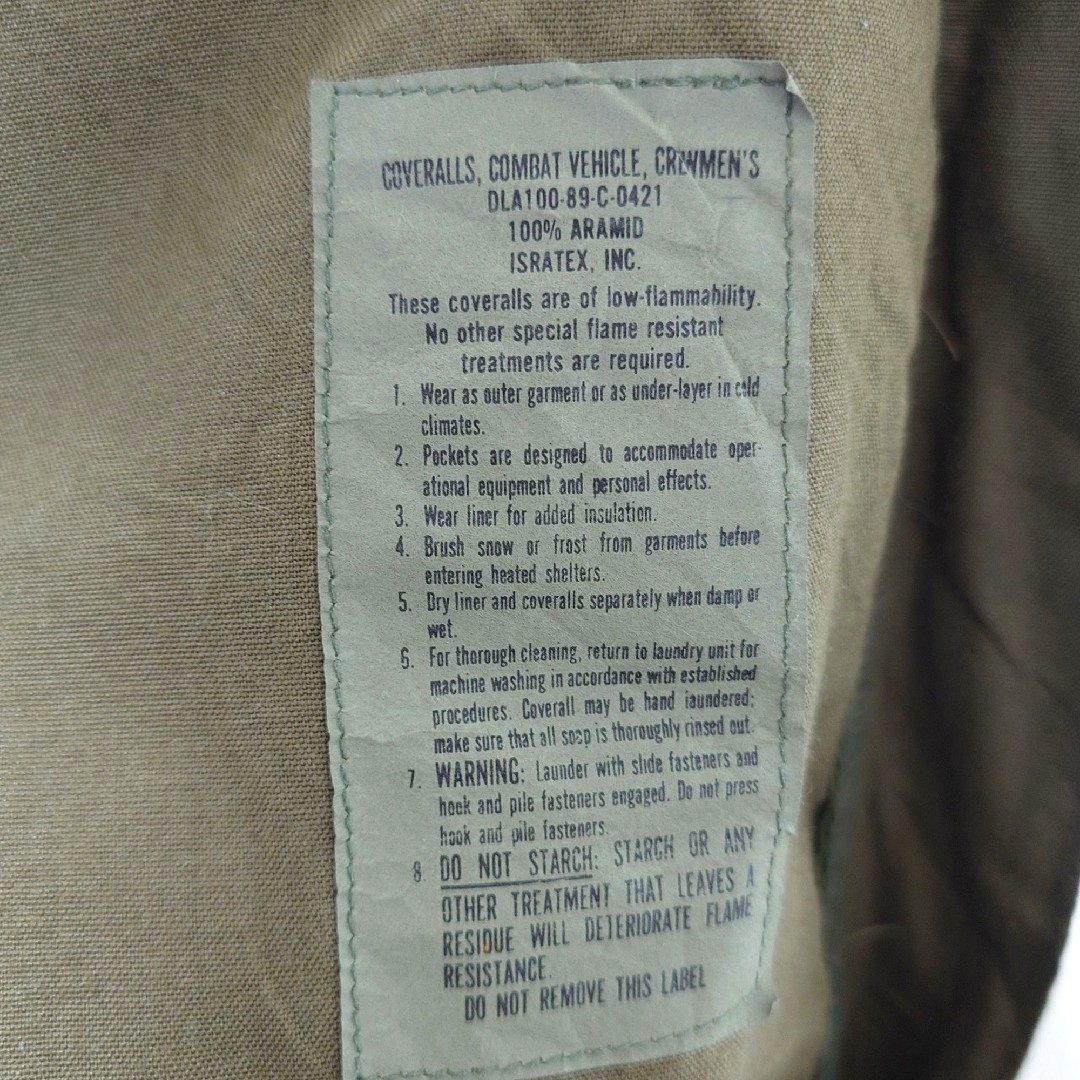 COVERALLS, COMBAT VEHICLE, CREWMEN'S
DLA100-89-C-0421
100% ARAMID
ISRATEX, INC.
These coveralls are of low-flammability.
No other special flame resistant
treatments are required.
1. Wear as outer garment or as under-layer in cold
climates.
2. Pockets are designed to accommodate oper-
ational equipment and personal effects.
3. Wear liner for added insulation.
4. Brush snow or frost from garments before
entering heated shelters.
5. Dry liner and coveralls separately when damp or
wet.
6. For thorough cleaning, return to laundry unit for
machine washing in accordance with established
procedures. Coverall may be hand laundered;
make sure that all soap is thoroughly rinsed out.
7. WARNING: Launder with slide fasteners and
hook and pile fasteners engaged. Do not press
hook and pile fasteners.
8 DO NOT STARCH: STARCH OR ANY
OTHER TREATMENT THAT LEAVES A
RESIDUE WILL DETERIORATE FLAME
RESISTANCE.
DO NOT REMOVE THIS LABEL